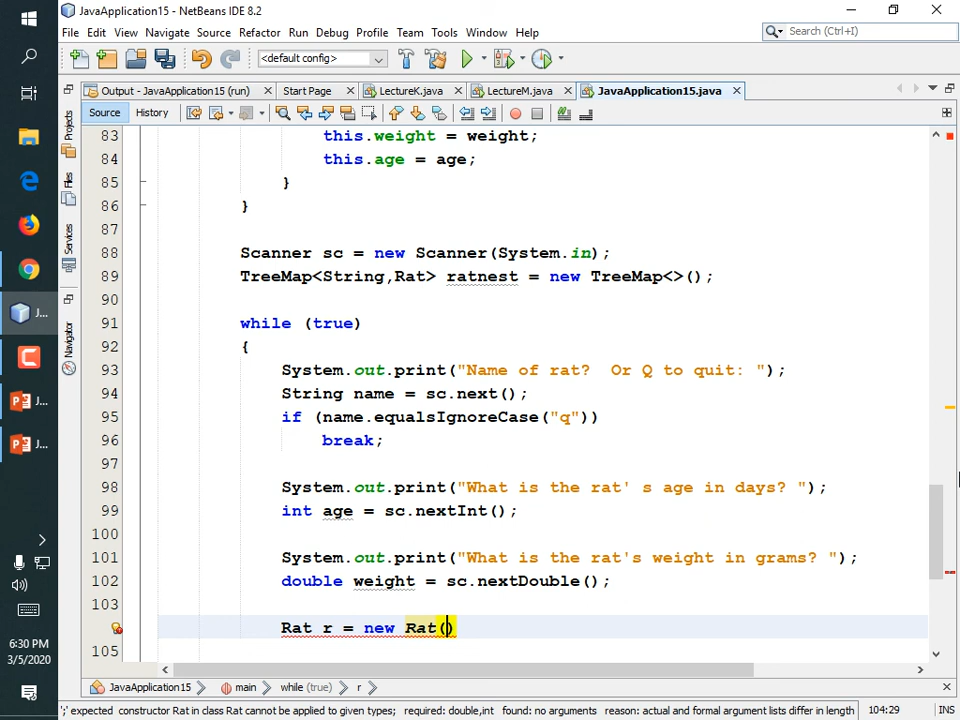 JavaApplication15 - NetBeans IDE 8.2
File Edit View Navigate Source Refactor Run Debug Profile Team Tools Window Help
Search (Ctrl+I)
<default config>
Output - JavaApplication15 (run) Start Page LectureK.java LectureM.java JavaApplication15.java
Source History
Projects
Files
Services
Navigator
83 this.weight = weight;
84 this.age = age;
85 }
86 }
87
88 Scanner sc = new Scanner(System.in);
89 TreeMap<String,Rat> ratnest = new TreeMap<>();
90
91 while (true)
92 {
93 System.out.print("Name of rat?  Or Q to quit: ");
94 String name = sc.next();
95 if (name.equalsIgnoreCase("q"))
96 break;
97
98 System.out.print("What is the rat' s age in days? ");
99 int age = sc.nextInt();
100
101 System.out.print("What is the rat's weight in grams? ");
102 double weight = sc.nextDouble();
103
Rat r = new Rat()
105
J...
J...
J...
6:30 PM
3/5/2020
JavaApplication15 main while (true) r
';' expected constructor Rat in class Rat cannot be applied to given types; required: double,int found: no arguments reason: actual and formal argument lists differ in length
104:29 INS